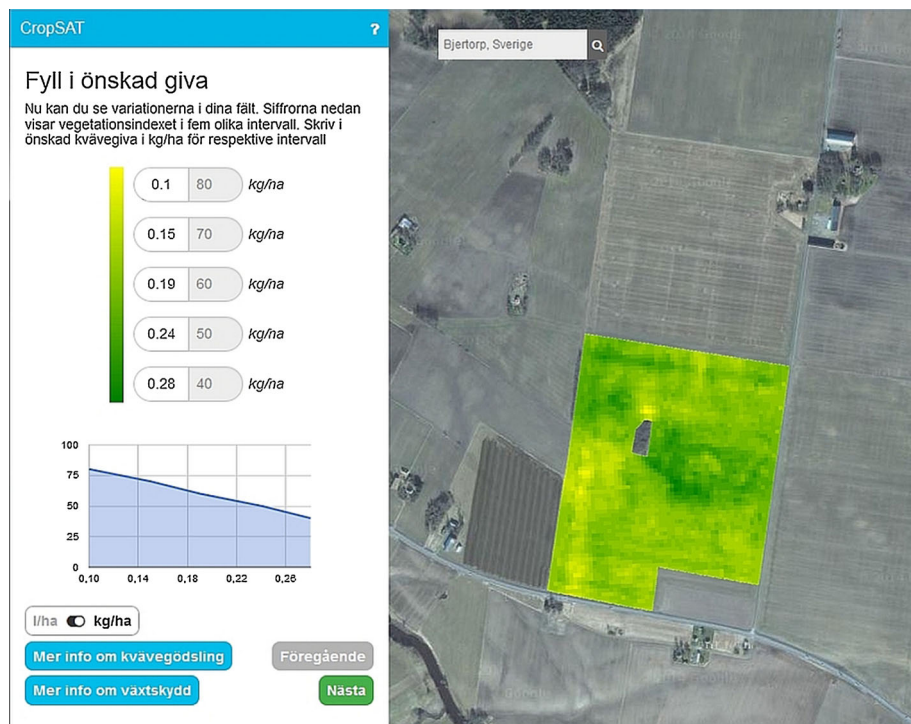 CropSAT
?
Fyll i önskad giva
Nu kan du se variationerna i dina fält. Siffrorna nedan
visar vegetationsindexet i fem olika intervall. Skriv i
önskad kvävegiva i kg/ha för respektive intervall
0.1 80 kg/ha
0.15 70 kg/ha
0.19 60 kg/ha
0.24 50 kg/ha
0.28 40 kg/ha
100
75
50
25
0
0,10 0,14 0,18 0,22 0,26
l/ha kg/ha
Mer info om kvävegödsling
Föregående
Mer info om växtskydd
Nästa
Bjertorp, Sverige
Google